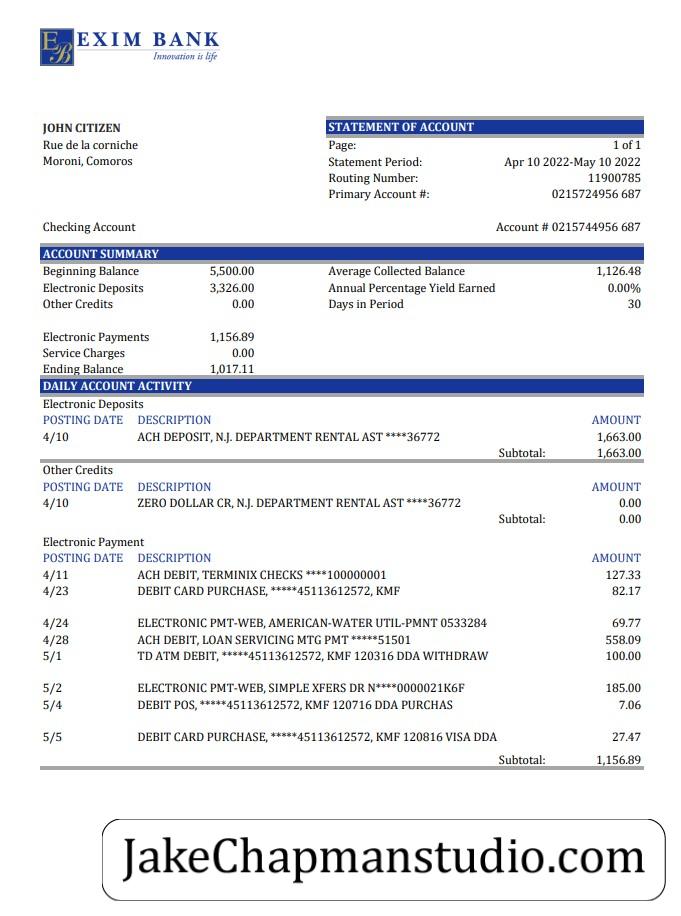 EB EXIM BANK
Innovation is life
JOHN CITIZEN
Rue de la corniche
Moroni, Comoros
STATEMENT OF ACCOUNT
Page: 1 of 1
Statement Period: Apr 10 2022-May 10 2022
Routing Number: 11900785
Primary Account #: 0215724956 687
Checking Account Account # 0215744956 687
ACCOUNT SUMMARY
Beginning Balance 5,500.00 Average Collected Balance 1,126.48
Electronic Deposits 3,326.00 Annual Percentage Yield Earned 0.00%
Other Credits 0.00 Days in Period 30
Electronic Payments 1,156.89
Service Charges 0.00
Ending Balance 1,017.11
DAILY ACCOUNT ACTIVITY
Electronic Deposits
POSTING DATE DESCRIPTION AMOUNT
4/10 ACH DEPOSIT, N.J. DEPARTMENT RENTAL AST ****36772 1,663.00
Subtotal: 1,663.00
Other Credits
POSTING DATE DESCRIPTION AMOUNT
4/10 ZERO DOLLAR CR, N.J. DEPARTMENT RENTAL AST ****36772 0.00
Subtotal: 0.00
Electronic Payment
POSTING DATE DESCRIPTION AMOUNT
4/11 ACH DEBIT, TERMINIX CHECKS ****100000001 127.33
4/23 DEBIT CARD PURCHASE, *****45113612572, KMF 82.17
4/24 ELECTRONIC PMT-WEB, AMERICAN-WATER UTIL-PMNT 0533284 69.77
4/28 ACH DEBIT, LOAN SERVICING MTG PMT *****51501 558.09
5/1 TD ATM DEBIT, *****45113612572, KMF 120316 DDA WITHDRAW 100.00
5/2 ELECTRONIC PMT-WEB, SIMPLE XFERS DR N****0000021K6F 185.00
5/4 DEBIT POS, *****45113612572, KMF 120716 DDA PURCHAS 7.06
5/5 DEBIT CARD PURCHASE, *****45113612572, KMF 120816 VISA DDA 27.47
Subtotal: 1,156.89
JakeChapmanstudio.com